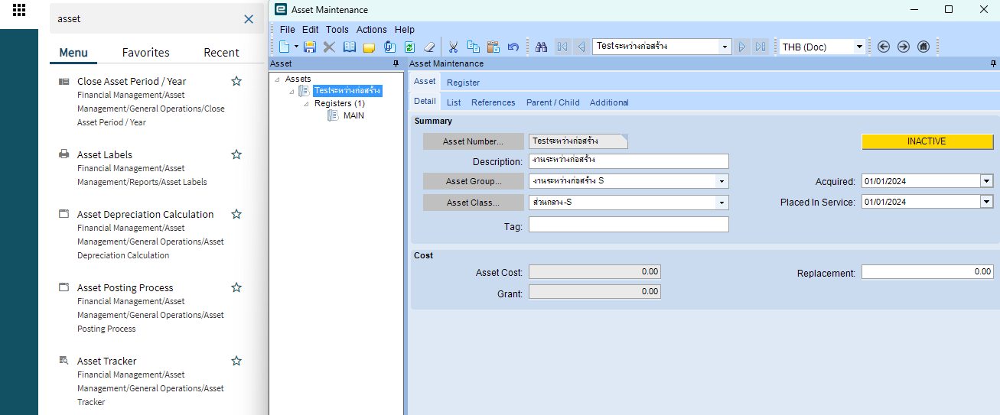 asset
Menu
Favorites
Recent
Close Asset Period / Year
Financial Management/Asset
Management/General Operations/Close
Asset Period / Year
Asset Labels
Financial Management/Asset
Management/Reports/Asset Labels
Asset Depreciation Calculation
Financial Management/Asset
Management/General Operations/Asset
Depreciation Calculation
Asset Posting Process
Financial Management/Asset
Management/General Operations/Asset
Posting Process
Asset Tracker
Financial Management/Asset
Management/General Operations/Asset
Tracker
Asset Maintenance
File Edit Tools Actions Help
Testระหว่างก่อสร้าง
THB (Doc)
Asset
Assets
Testระหว่างก่อสร้าง
Registers (1)
MAIN
Asset Maintenance
Asset Register
Detail List References Parent / Child Additional
Summary
Asset Number... Testระหว่างก่อสร้าง
INACTIVE
Description: งานระหว่างก่อสร้าง
Asset Group... งานระหว่างก่อสร้าง S
Acquired: 01/01/2024
Asset Class... ส่วนกลาง-S
Placed In Service: 01/01/2024
Tag:
Cost
Asset Cost: 0.00
Replacement: 0.00
Grant: 0.00